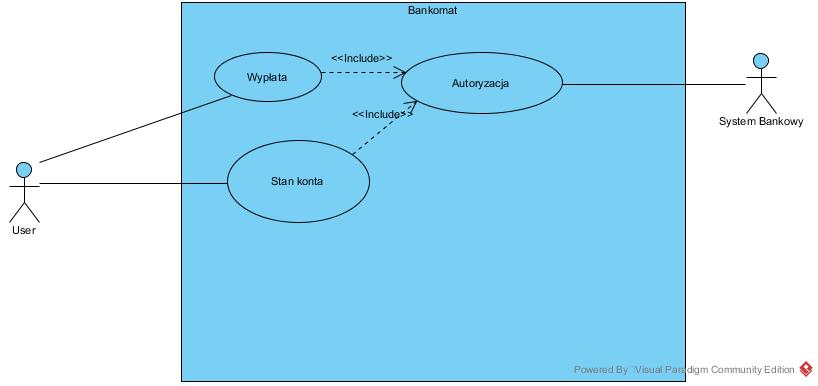 Bankomat
<<Include>>
Wypłata
Autoryzacja
<<Include>>
System Bankowy
Stan konta
User
Powered By Visual Paradigm Community Edition